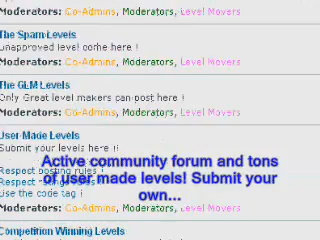 Moderators: Co-Admins, Moderators, Level Movers
The Spam Levels
Unapproved level come here !
Moderators: Co-Admins, Moderators, Level Movers
The GLM Levels
Only Great level makers can post here !
Moderators: Co-Admins, Moderators, Level Movers
User Made Levels
Submit your levels here !!
Active community forum and tons
Respect posting rules !
of user made levels! Submit your
Respect
Use the code tag !
own...
Moderators: Co-Admins, Moderators, Level Movers
Competition Winning Levels